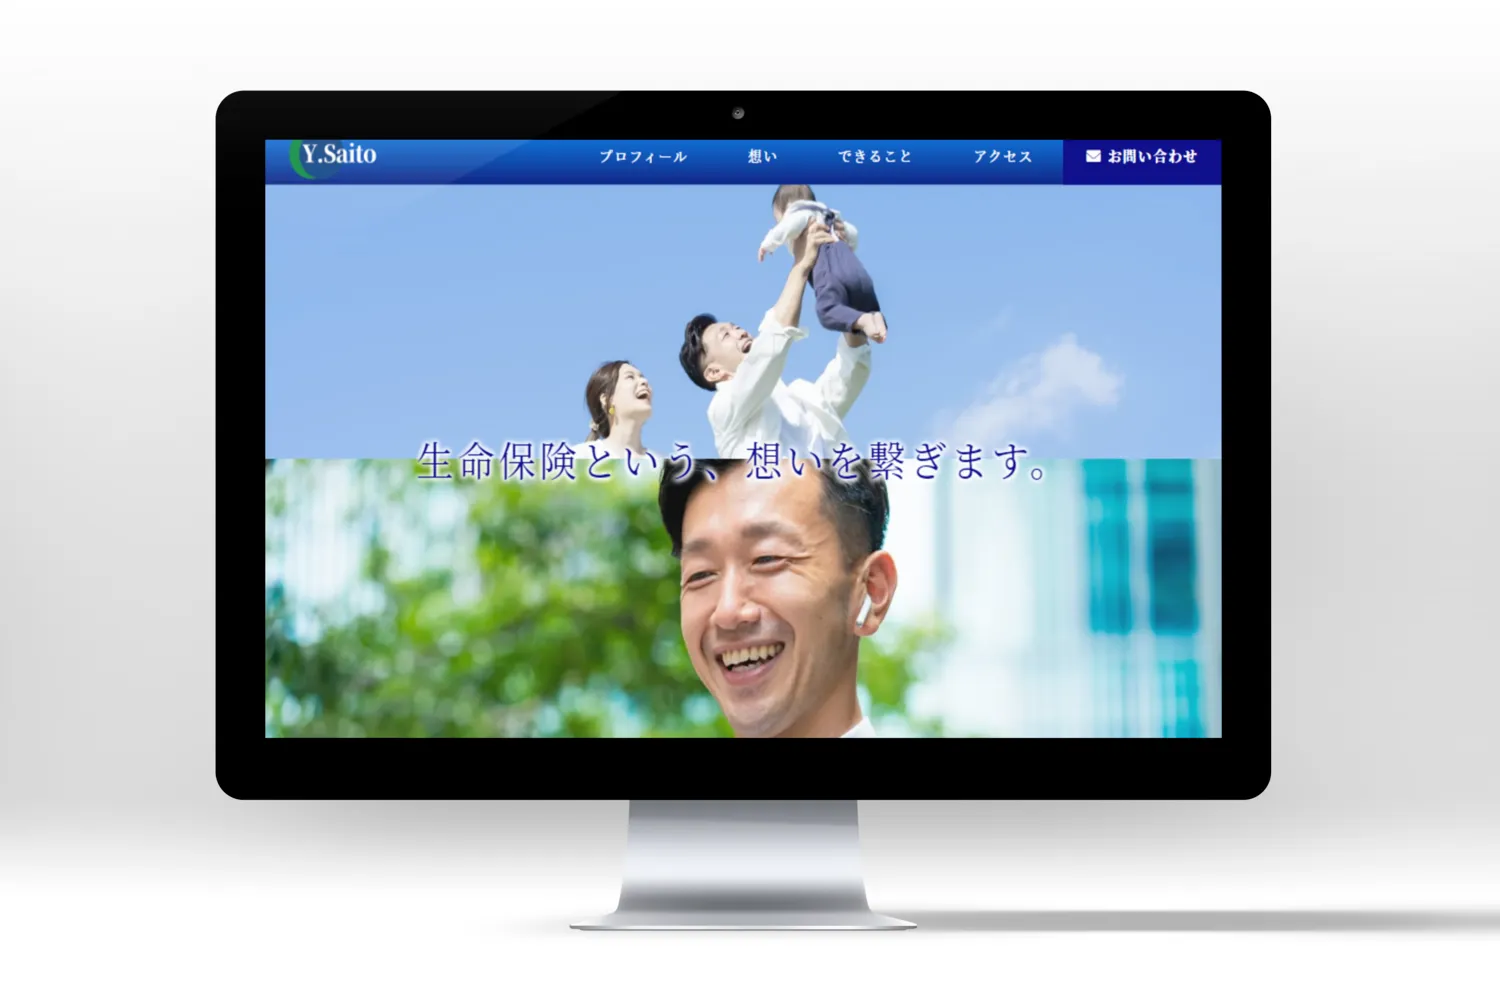 Y.Saito
プロフィール
想い
できること
アクセス
お問い合わせ
生命保険という、想いを繋ぎます。